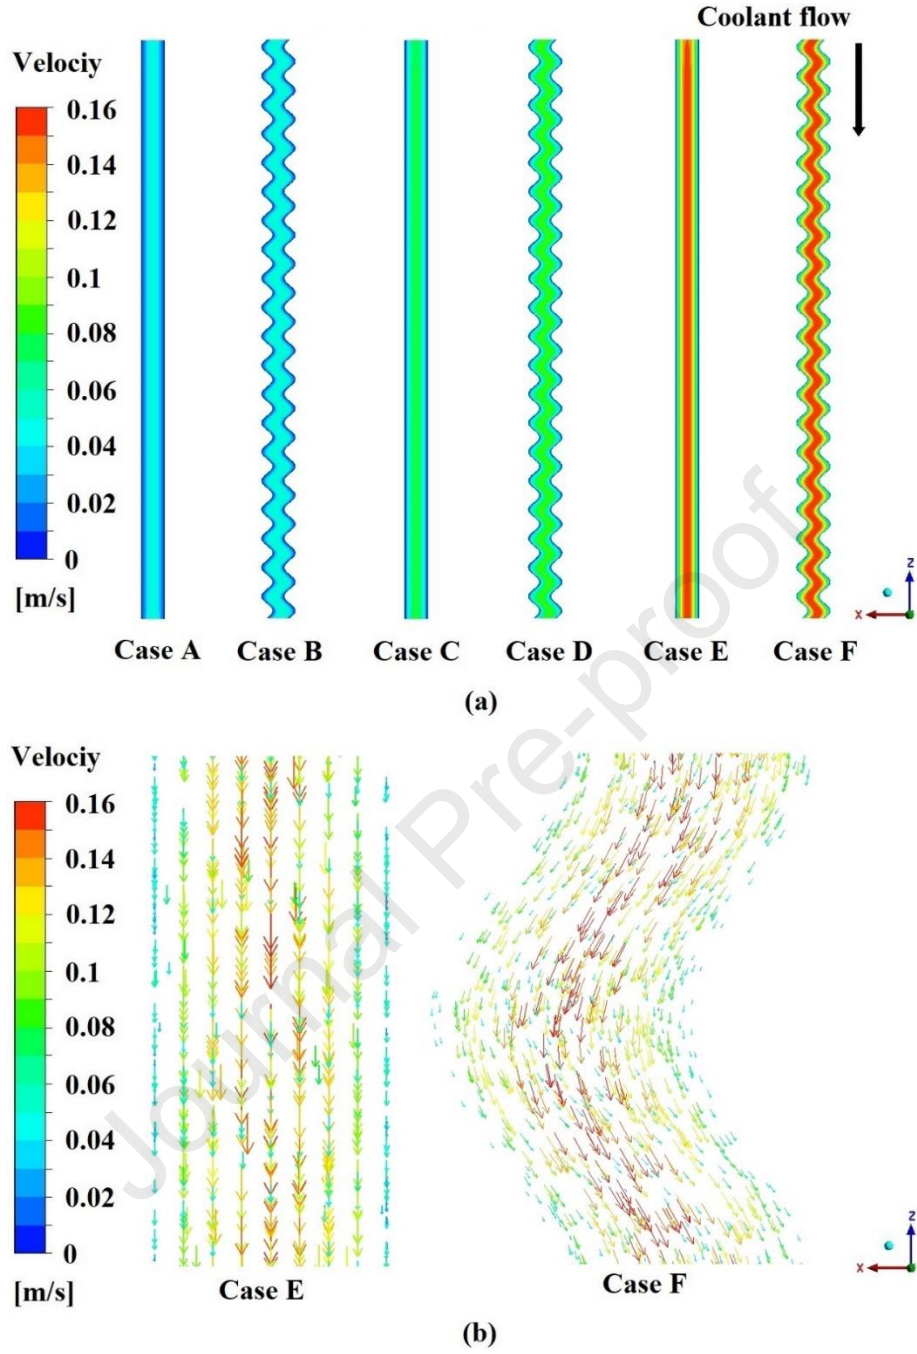 Coolant flow
Velociy
0.16
0.14
0.12
0.1
0.08
0.06
0.04
0.02
0
[m/s]
Case A Case B Case C Case D Case E Case F
z
x
(a)
Velociy
0.16
0.14
0.12
0.1
0.08
0.06
0.04
0.02
0
[m/s]
Case E Case F
z
x
(b)
Journal Pre-proof